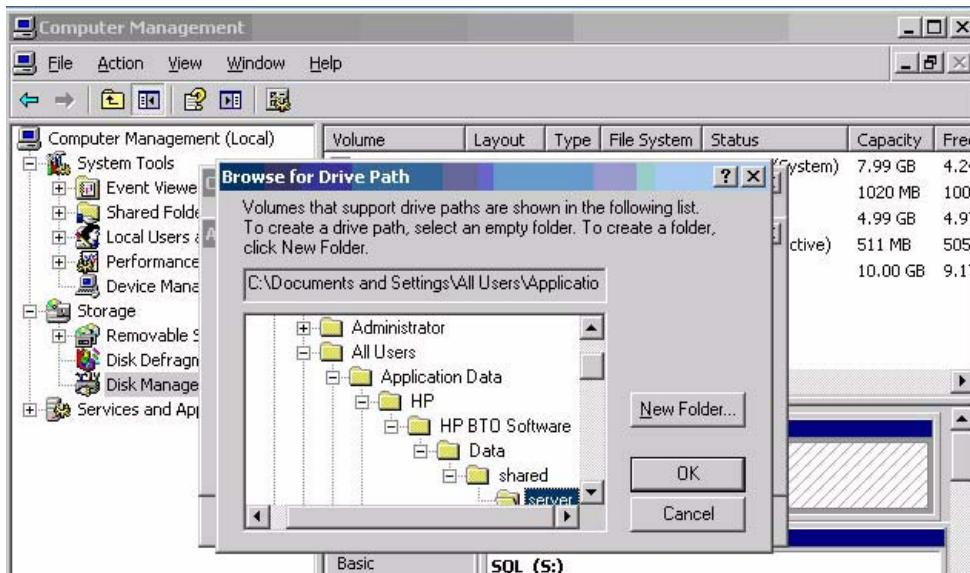 Computer Management
File Action View Window Help
Computer Management (Local)
Volume Layout Type File System Status Capacity Free
System Tools
ystem) 7.99 GB 4.24
Event Viewe
1020 MB 100
Shared Folde
4.99 GB 4.9
Local Users a
ctive) 511 MB 505
Performance
10.00 GB 9.17
Device Mana
Storage
Removable S
Disk Defragn
Disk Manage
Services and Ap
Browse for Drive Path
Volumes that support drive paths are shown in the following list.
To create a drive path, select an empty folder. To create a folder,
click New Folder.
C:\Documents and Settings\All Users\Applicatio
Administrator
All Users
Application Data
HP
HP BTO Software
Data
shared
server
New Folder...
OK
Cancel
Basic
SQL (S:)